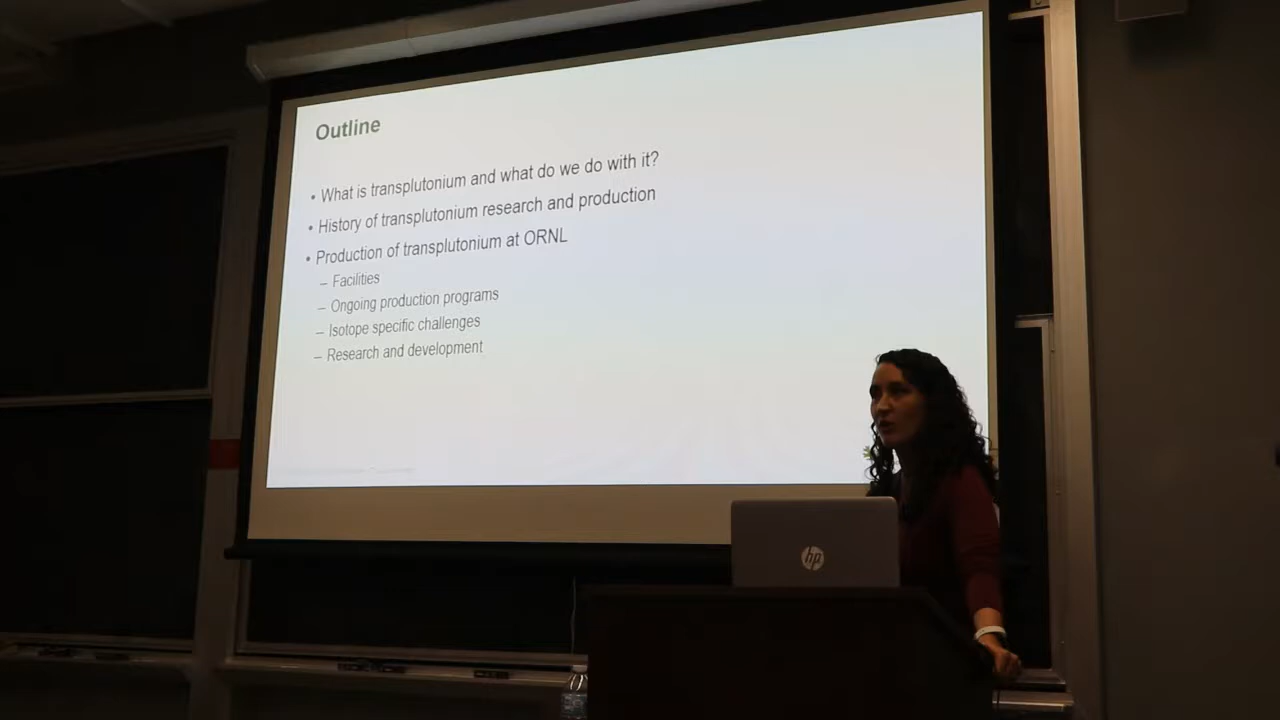 Outline
• What is transplutonium and what do we do with it?
• History of transplutonium research and production
• Production of transplutonium at ORNL
– Facilities
– Ongoing production programs
– Isotope specific challenges
– Research and development
hp